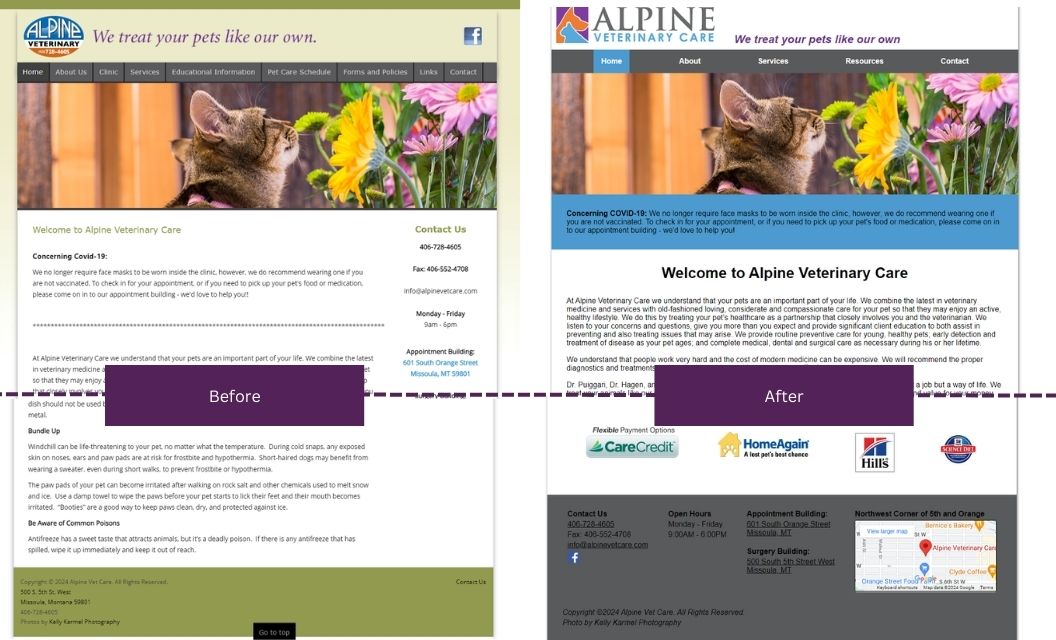 ALPINE
VETERINARY
406/728-4605
We treat your pets like our own.
Home About Us Clinic Services Educational Information Pet Care Schedule Forms and Policies Links Contact
Welcome to Alpine Veterinary Care
Concerning Covid-19:
We no longer require face masks to be worn inside the clinic, however, we do recommend wearing one if you
are not vaccinated. To check in for your appointment, or if you need to pick up your pet's food or medication,
please come on in to our appointment building - we'd love to help you!!
At Alpine Veterinary Care we understand that your pets are an important part of your life. We combine the latest
in veterinary medicine a
so that they may enjoy a
that closely involves yo
dish should not be used b
metal.
Bundle Up
Windchill can be life-threatening to your pet, no matter what the temperature. During cold snaps, any exposed
skin on noses, ears and paw pads are at risk for frostbite and hypothermia. Short-haired dogs may benefit from
wearing a sweater, even during short walks, to prevent frostbite or hypothermia.
The paw pads of your pet can become irritated after walking on rock salt and other chemicals used to melt snow
and ice. Use a damp towel to wipe the paws before your pet starts to lick their feet and their mouth becomes
irritated. "Booties" are a good way to keep paws clean, dry, and protected against ice.
Be Aware of Common Poisons
Antifreeze has a sweet taste that attracts animals, but it's a deadly poison. If there is any antifreeze that has
spilled, wipe it up immediately and keep it out of reach.
Contact Us
406-728-4605
Fax: 406-552-4708
info@alpinevetcare.com
Monday - Friday
9am - 6pm
Appointment Building:
601 South Orange Street
Missoula, MT 59801
Before
Copyright © 2024 Alpine Vet Care. All Rights Reserved.
500 S. 5th St. West
Missoula, Montana 59801
406-728-4605
Photos by Kelly Karmel Photography
Contact Us
Go to top
ALPINE
VETERINARY CARE
We treat your pets like our own
Home About Services Resources Contact
Concerning COVID-19: We no longer require face masks to be worn inside the clinic, however, we do recommend wearing one if
you are not vaccinated. To check in for your appointment, or if you need to pick up your pet's food or medication, please come on in
to our appointment building - we'd love to help you!
Welcome to Alpine Veterinary Care
At Alpine Veterinary Care we understand that your pets are an important part of your life. We combine the latest in veterinary
medicine and services with old-fashioned loving, considerate and compassionate care for your pet so that they may enjoy an active,
healthy lifestyle. We do this by treating your pet's healthcare as a partnership that closely involves you and the veterinarian. We
listen to your concerns and questions, give you more than you expect and provide significant client education to both assist in
preventing and also treating issues that may arise. We provide routine preventive care for young, healthy pets; early detection and
treatment of disease as your pet ages; and complete medical, dental and surgical care as necessary during his or her lifetime.
We understand that people work very hard and the cost of modern medicine can be expensive. We will recommend the proper
diagnostics and treatments
Dr. Puiggari, Dr. Hagen, an a job but a way of life. We
After
Flexible Payment Options
CareCredit
HomeAgain
A lost pet's best chance
Hill's
SCIENCE DIET
Contact Us
406-728-4605
Fax: 406-552-4708
info@alpinevetcare.com
Open Hours
Monday - Friday
9:00AM - 6:00PM
Appointment Building:
601 South Orange Street
Missoula, MT
Surgery Building:
500 South 5th Street West
Missoula, MT
Northwest Corner of 5th and Orange
View larger map
Bernice's Bakery
St W
Alpine Veterinary Care
Clyde Coffee
Orange Street Food Farm
S 6th St W
Google
Keyboard shortcuts Map data ©2024 Google Terms
Copyright ©2024 Alpine Vet Care. All Rights Reserved.
Photo by Kelly Karmel Photography